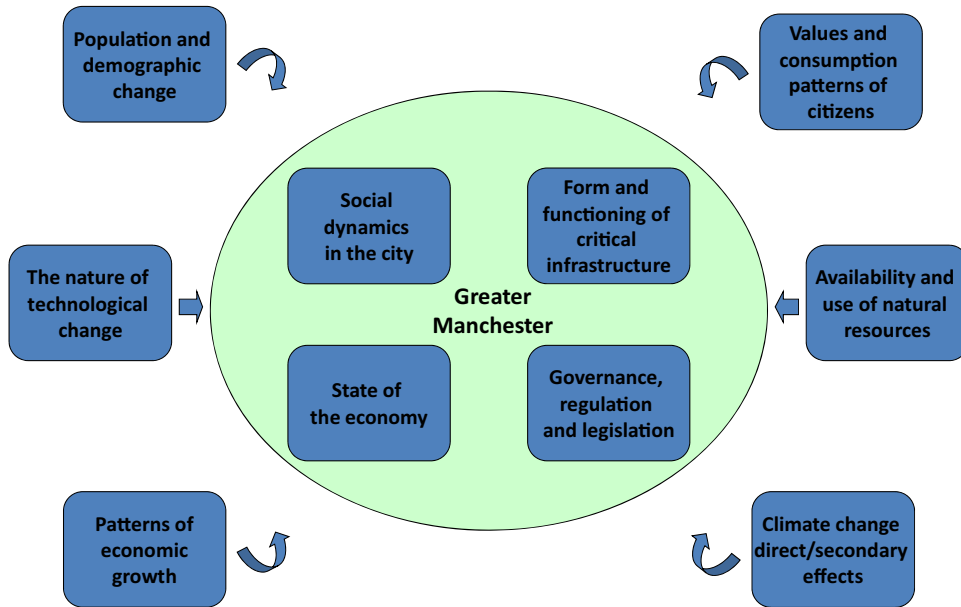 Population and
demographic
change
Values and
consumption
patterns of
citizens
Social
dynamics
in the city
Form and
functioning of
critical
infrastructure
The nature of
technological
change
Greater
Manchester
Availability and
use of natural
resources
State of
the economy
Governance,
regulation
and legislation
Patterns of
economic
growth
Climate change
direct/secondary
effects